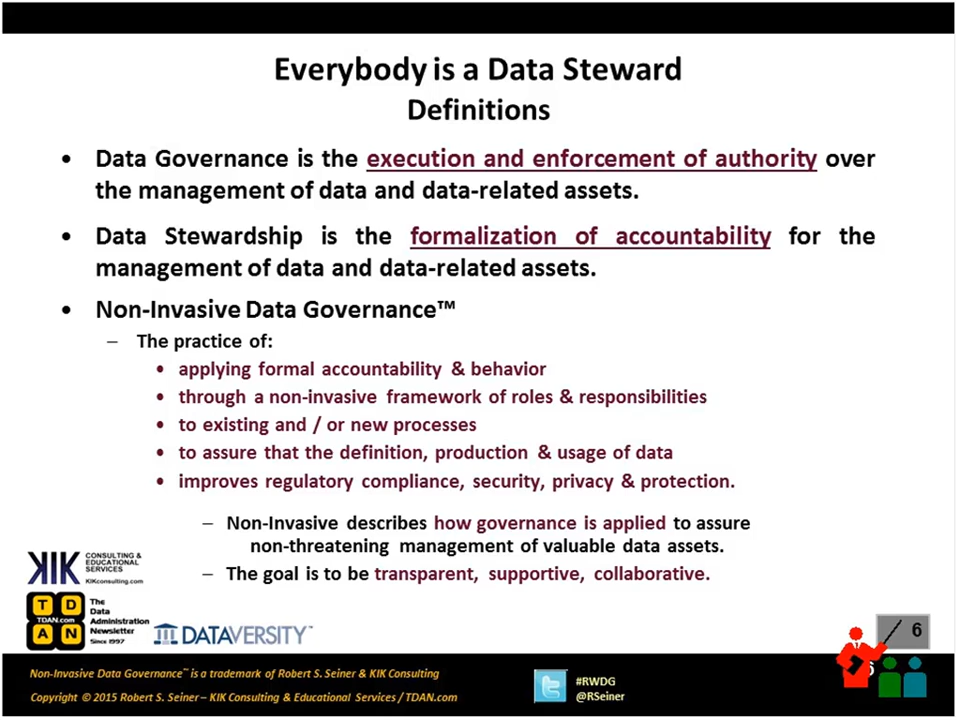 Everybody is a Data Steward
Definitions
• Data Governance is the execution and enforcement of authority over
the management of data and data-related assets.
• Data Stewardship is the formalization of accountability for the
management of data and data-related assets.
• Non-Invasive Data Governance™
– The practice of:
• applying formal accountability & behavior
• through a non-invasive framework of roles & responsibilities
• to existing and / or new processes
• to assure that the definition, production & usage of data
• improves regulatory compliance, security, privacy & protection.
– Non-Invasive describes how governance is applied to assure
non-threatening management of valuable data assets.
– The goal is to be transparent, supportive, collaborative.
KIK CONSULTING &
EDUCATIONAL
SERVICES
KIKconsulting.com
T D
TDAN.com
A N
The
Data
Administration
Newsletter
Since 1997
DATAVERSITY™
6
6
Non-Invasive Data Governance™ is a trademark of Robert S. Seiner & KIK Consulting
Copyright © 2015 Robert S. Seiner – KIK Consulting & Educational Services / TDAN.com
#RWDG
@RSeiner